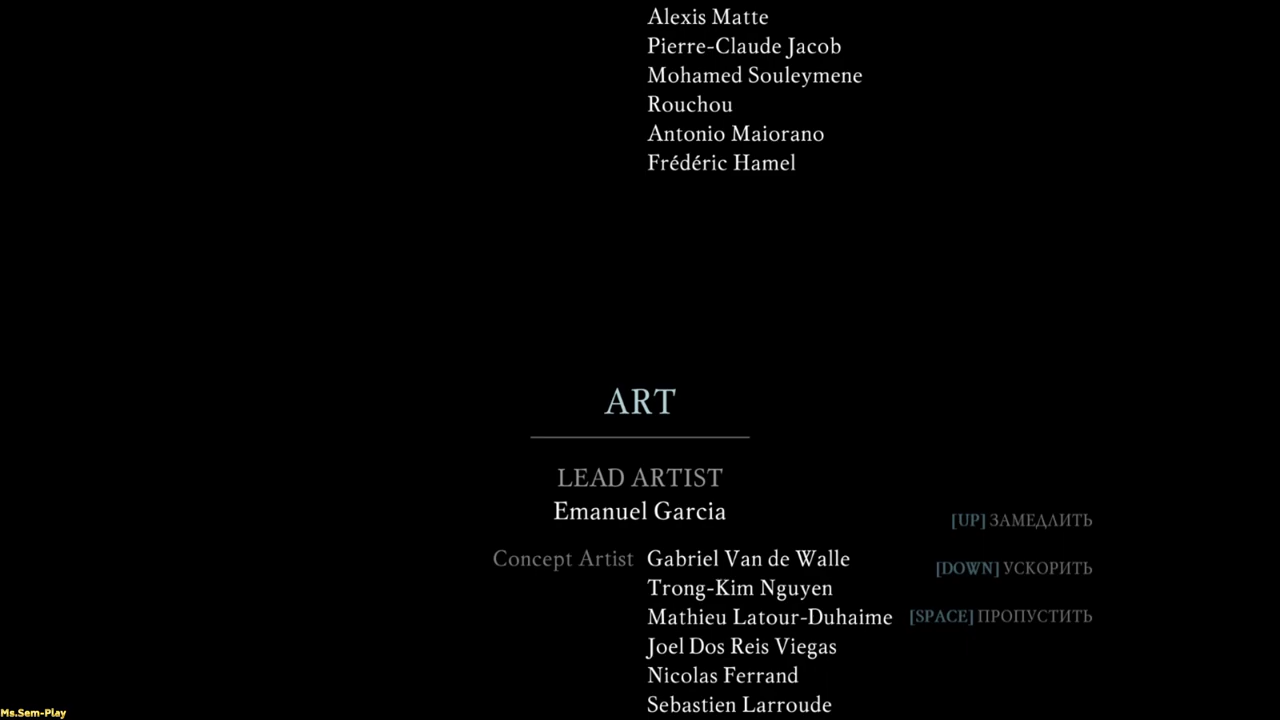 Alexis Matte
Pierre-Claude Jacob
Mohamed Souleymene
Rouchou
Antonio Maiorano
Frédéric Hamel
ART
LEAD ARTIST
Emanuel Garcia
[UP] ЗАМЕДЛИТЬ
Concept Artist Gabriel Van de Walle
[DOWN] УСКОРИТЬ
Trong-Kim Nguyen
Mathieu Latour-Duhaime [SPACE] ПРОПУСТИТЬ
Joel Dos Reis Viegas
Nicolas Ferrand
Sebastien Larroude
Ms.Sem-Play